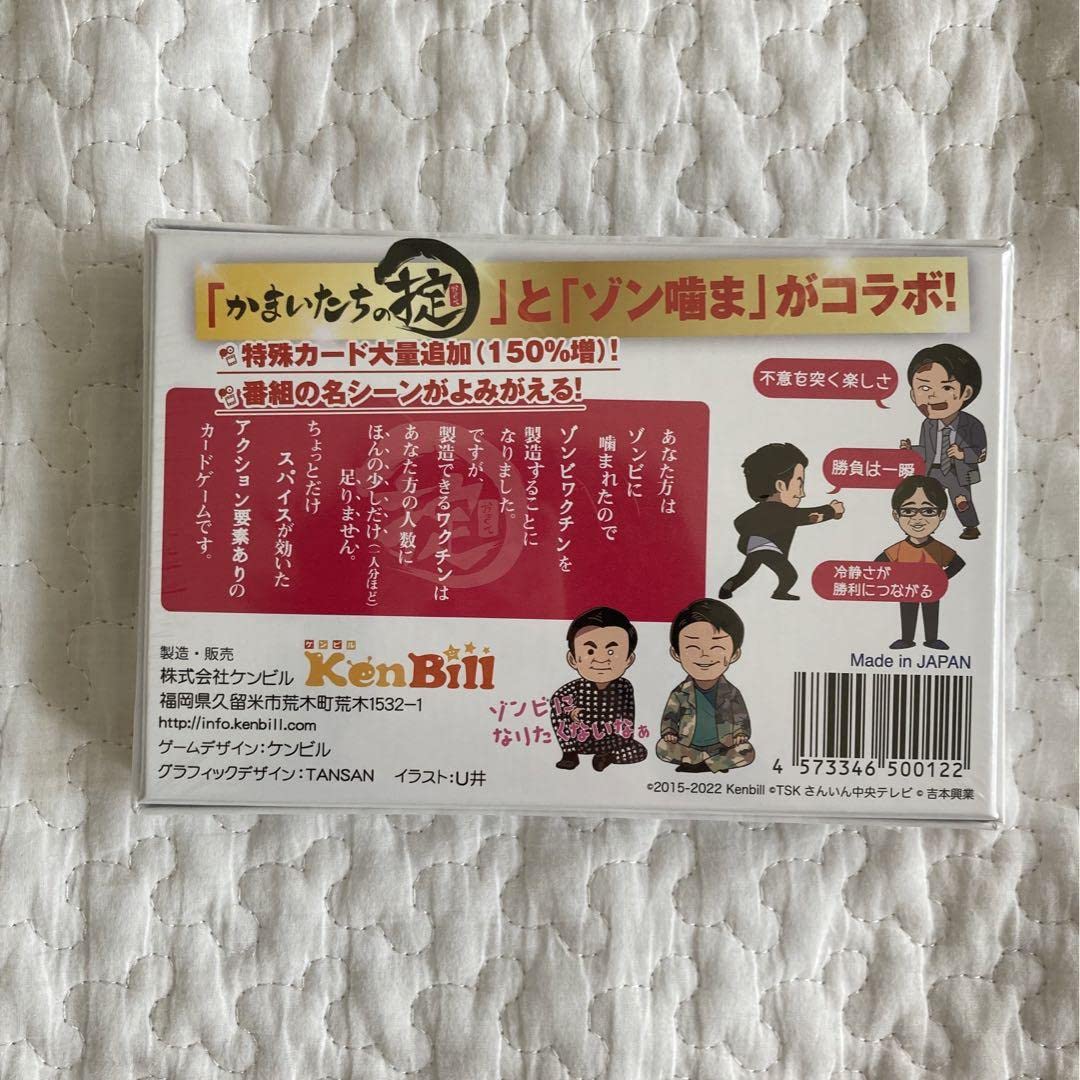 「かまいたちの掟」と「ゾン噛ま」がコラボ!
特殊カード大量追加(150%増)!
番組の名シーンがよみがえる!
不意を突く楽しさ
勝負は一瞬
冷静さが
勝利につながる
あなた方は
ゾンビに
噛まれたので
ゾンビワクチンを
製造することに
なりました。
ですが、
製造できるワクチンは
あなた方の人数に
ほんの少しだけ(一人分ほど)
足りません。
ちょっとだけ
スパイスが効いた
アクション要素ありの
カードゲームです。
製造・販売
株式会社ケンビル
ケンビル
KenBill
福岡県久留米市荒木町荒木1532-1
http://info.kenbill.com
ゲームデザイン:ケンビル
グラフィックデザイン:TANSAN イラスト:U井
ゾンビに
なりたくないなぁ
Made in JAPAN
4 573346 500122
©2015-2022 Kenbill ©TSK さんいん中央テレビ © 吉本興業